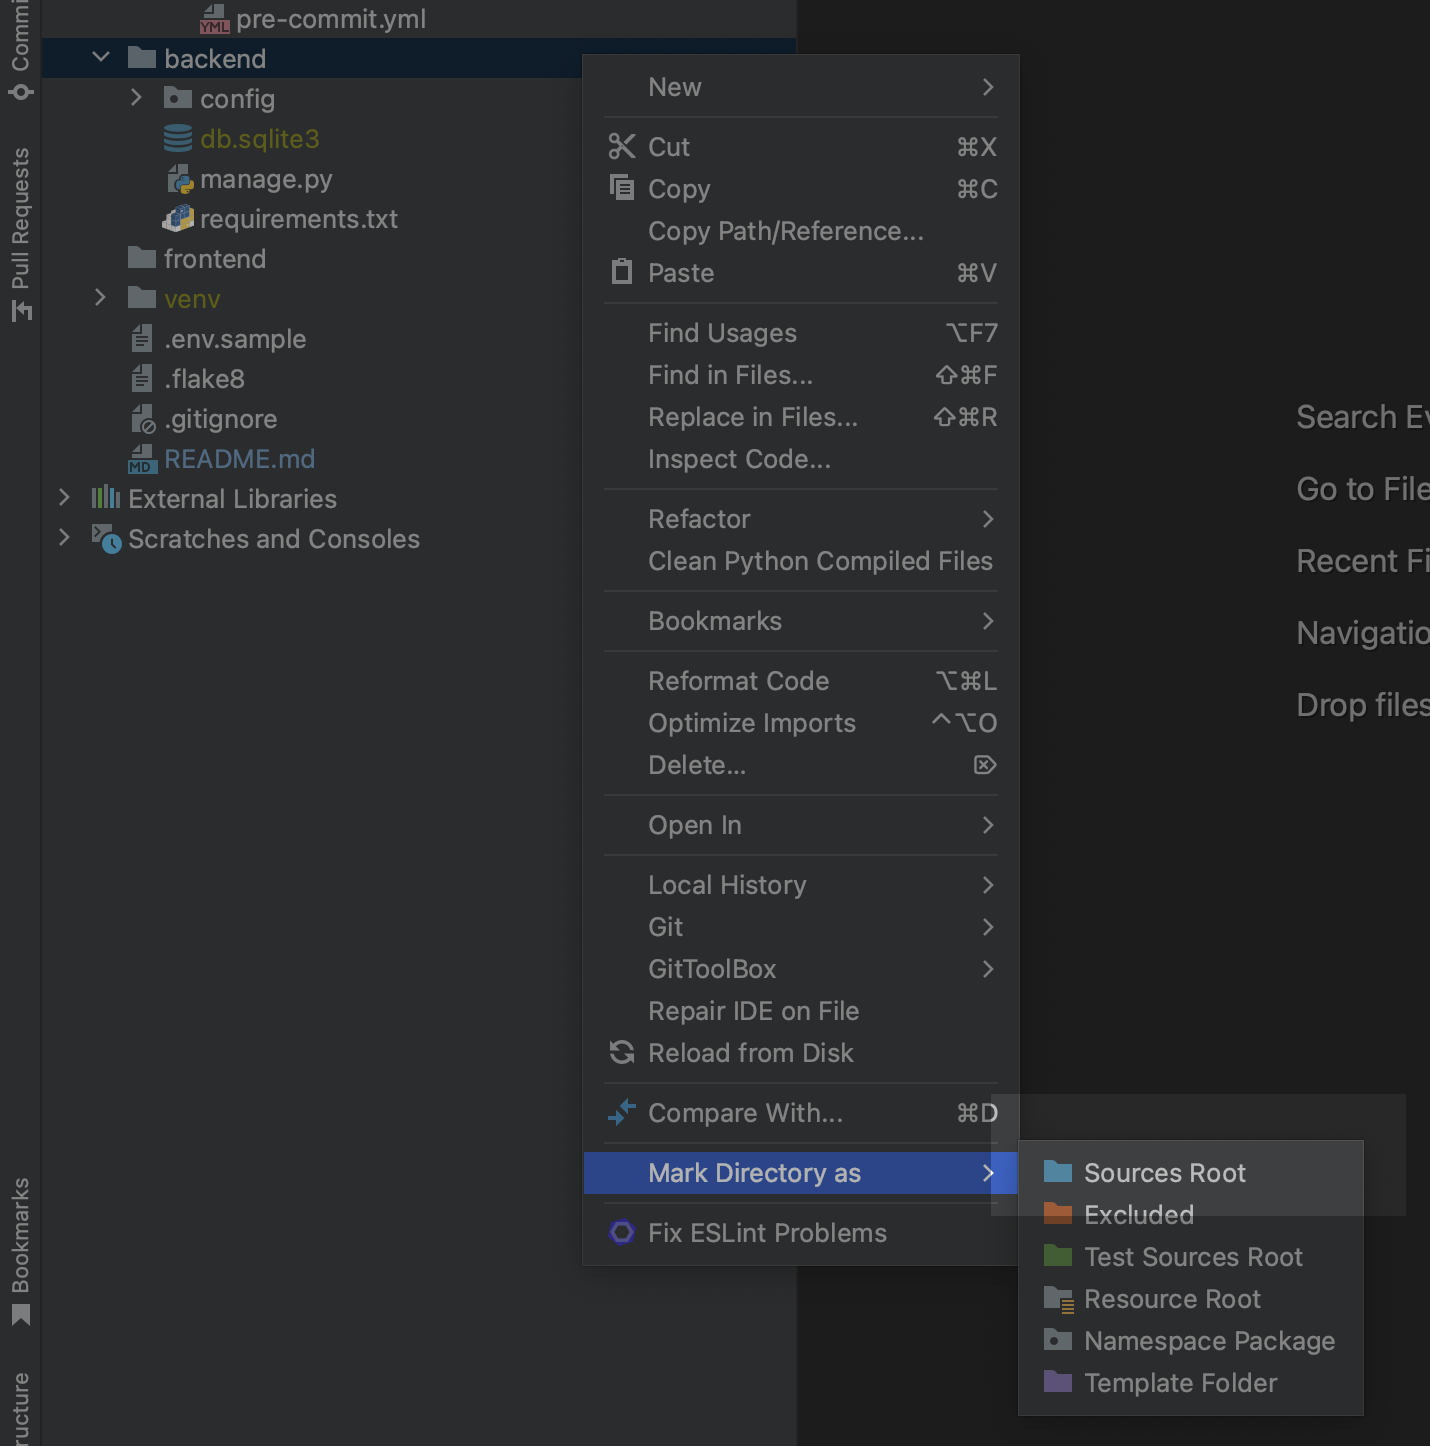 pre-commit.yml
backend
config
db.sqlite3
manage.py
requirements.txt
frontend
venv
.env.sample
.flake8
.gitignore
MD README.md
External Libraries
Scratches and Consoles
Commi
Pull Requests
Bookmarks
ructure
New
Cut ⌘X
Copy ⌘C
Copy Path/Reference...
Paste ⌘V
Find Usages ⌥F7
Find in Files... ⇧⌘F
Replace in Files... ⇧⌘R
Inspect Code...
Refactor
Clean Python Compiled Files
Bookmarks
Reformat Code ⌥⌘L
Optimize Imports ^⌥O
Delete... ⌦
Open In
Local History
Git
GitToolBox
Repair IDE on File
Reload from Disk
Compare With... ⌘D
Mark Directory as
Fix ESLint Problems
Sources Root
Excluded
Test Sources Root
Resource Root
Namespace Package
Template Folder
Search Ev
Go to File
Recent Fi
Navigatio
Drop files